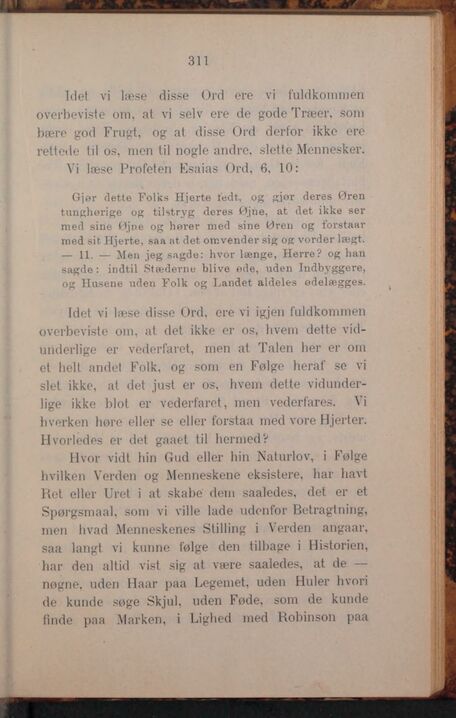 311
Idet vi læse disse Ord ere vi fuldkommen
overbeviste om, at vi selv ere de gode Træer, som
bære god Frugt, og at disse Ord derfor ikke ere
rettede til os, men til nogle andre, slette Mennesker.
Vi læse Profeten Esaias Ord, 6, 10:
Gjør dette Folks Hjerte fedt, og gjør deres Øren
tunghørige og tilstryg deres Øjne, at det ikke ser
med sine Øjne og hører med sine Øren og forstaar
med sit Hjerte, saa at det omvender sig og vorder lægt.
— 11. — Men jeg sagde: hvor længe, Herre? og han
sagde: indtil Stæderne blive øde, uden Indbyggere,
og Husene uden Folk og Landet aldeles ødelægges.
Idet vi læse disse Ord, ere vi igjen fuldkommen
overbeviste om, at det ikke er os, hvem dette vid-
underlige er vederfaret, men at Talen her er om
et helt andet Folk, og som en Følge heraf se vi
slet ikke, at det just er os, hvem dette vidunder-
lige ikke blot er vederfaret, men vederfares. Vi
hverken høre eller se eller forstaa med vore Hjerter.
Hvorledes er det gaaet til hermed?
Hvor vidt hin Gud eller hin Naturlov, i Følge
hvilken Verden og Menneskene eksistere, har havt
Ret eller Uret i at skabe dem saaledes, det er et
Spørgsmaal, som vi ville lade udenfor Betragtning,
men hvad Menneskenes Stilling i Verden angaar,
saa langt vi kunne følge den tilbage i Historien,
har den altid vist sig at være saaledes, at de —
nøgne, uden Haar paa Legemet, uden Huler hvori
de kunde søge Skjul, uden Føde, som de kunde
finde paa Marken, i Lighed med Robinson paa